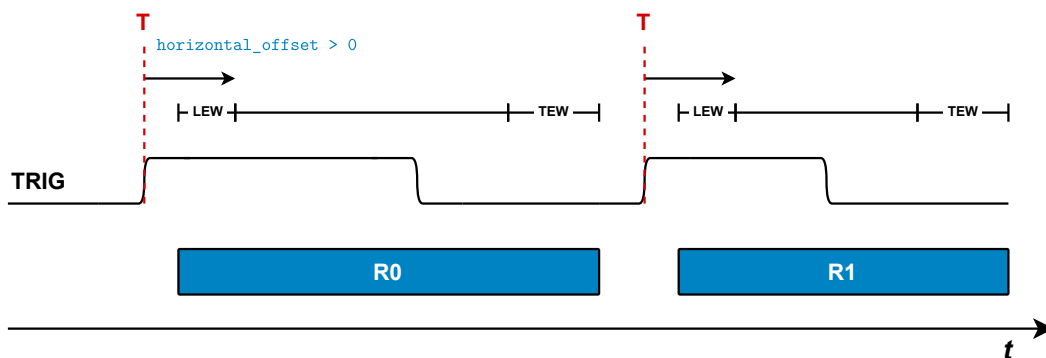 T T
horizontal_offset > 0
LEW TEW LEW TEW
TRIG
R0 R1
t